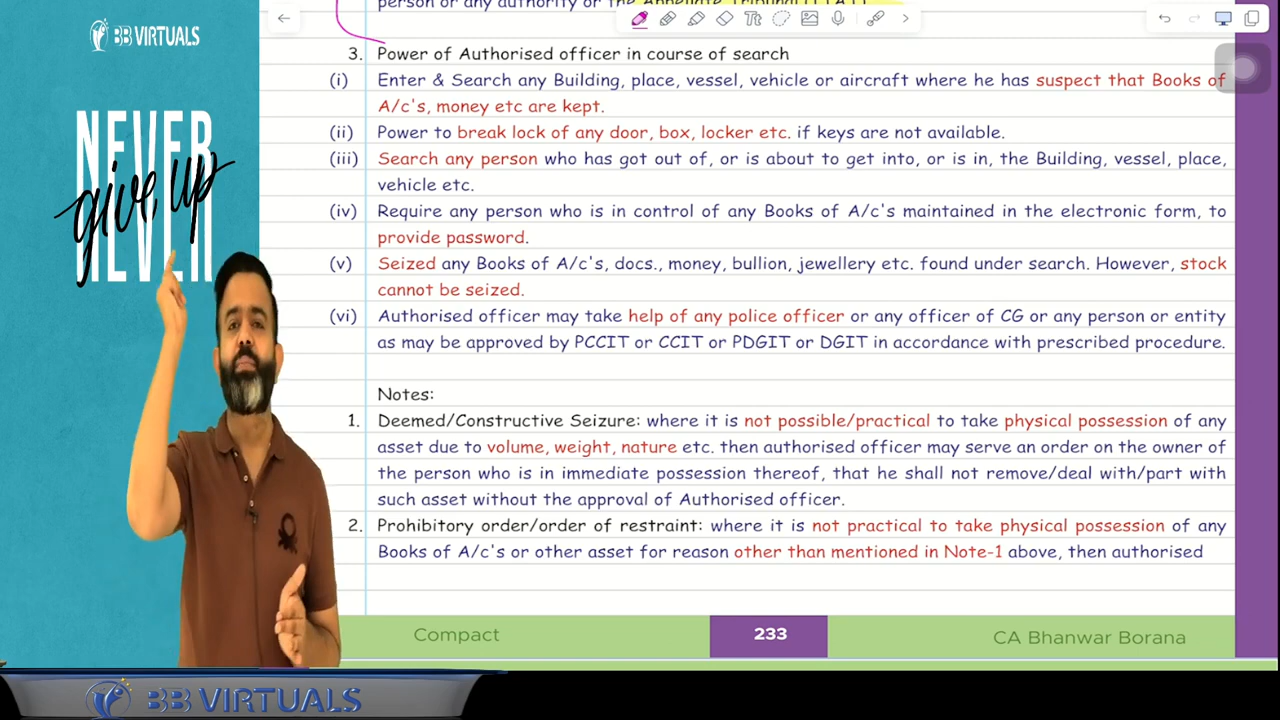 person or any authority or the Appellate Tribunal (AT)
BB VIRTUALS
NEVER
give up
NEVER
3. Power of Authorised officer in course of search
(i) Enter & Search any Building, place, vessel, vehicle or aircraft where he has suspect that Books of
A/c's, money etc are kept.
(ii) Power to break lock of any door, box, locker etc. if keys are not available.
(iii) Search any person who has got out of, or is about to get into, or is in, the Building, vessel, place,
vehicle etc.
(iv) Require any person who is in control of any Books of A/c's maintained in the electronic form, to
provide password.
(v) Seized any Books of A/c's, docs., money, bullion, jewellery etc. found under search. However, stock
cannot be seized.
(vi) Authorised officer may take help of any police officer or any officer of CG or any person or entity
as may be approved by PCCIT or CCIT or PDGIT or DGIT in accordance with prescribed procedure.
Notes:
1. Deemed/Constructive Seizure: where it is not possible/practical to take physical possession of any
asset due to volume, weight, nature etc. then authorised officer may serve an order on the owner of
the person who is in immediate possession thereof, that he shall not remove/deal with/part with
such asset without the approval of Authorised officer.
2. Prohibitory order/order of restraint: where it is not practical to take physical possession of any
Books of A/c's or other asset for reason other than mentioned in Note-1 above, then authorised
Compact 233 CA Bhanwar Borana
BB VIRTUALS